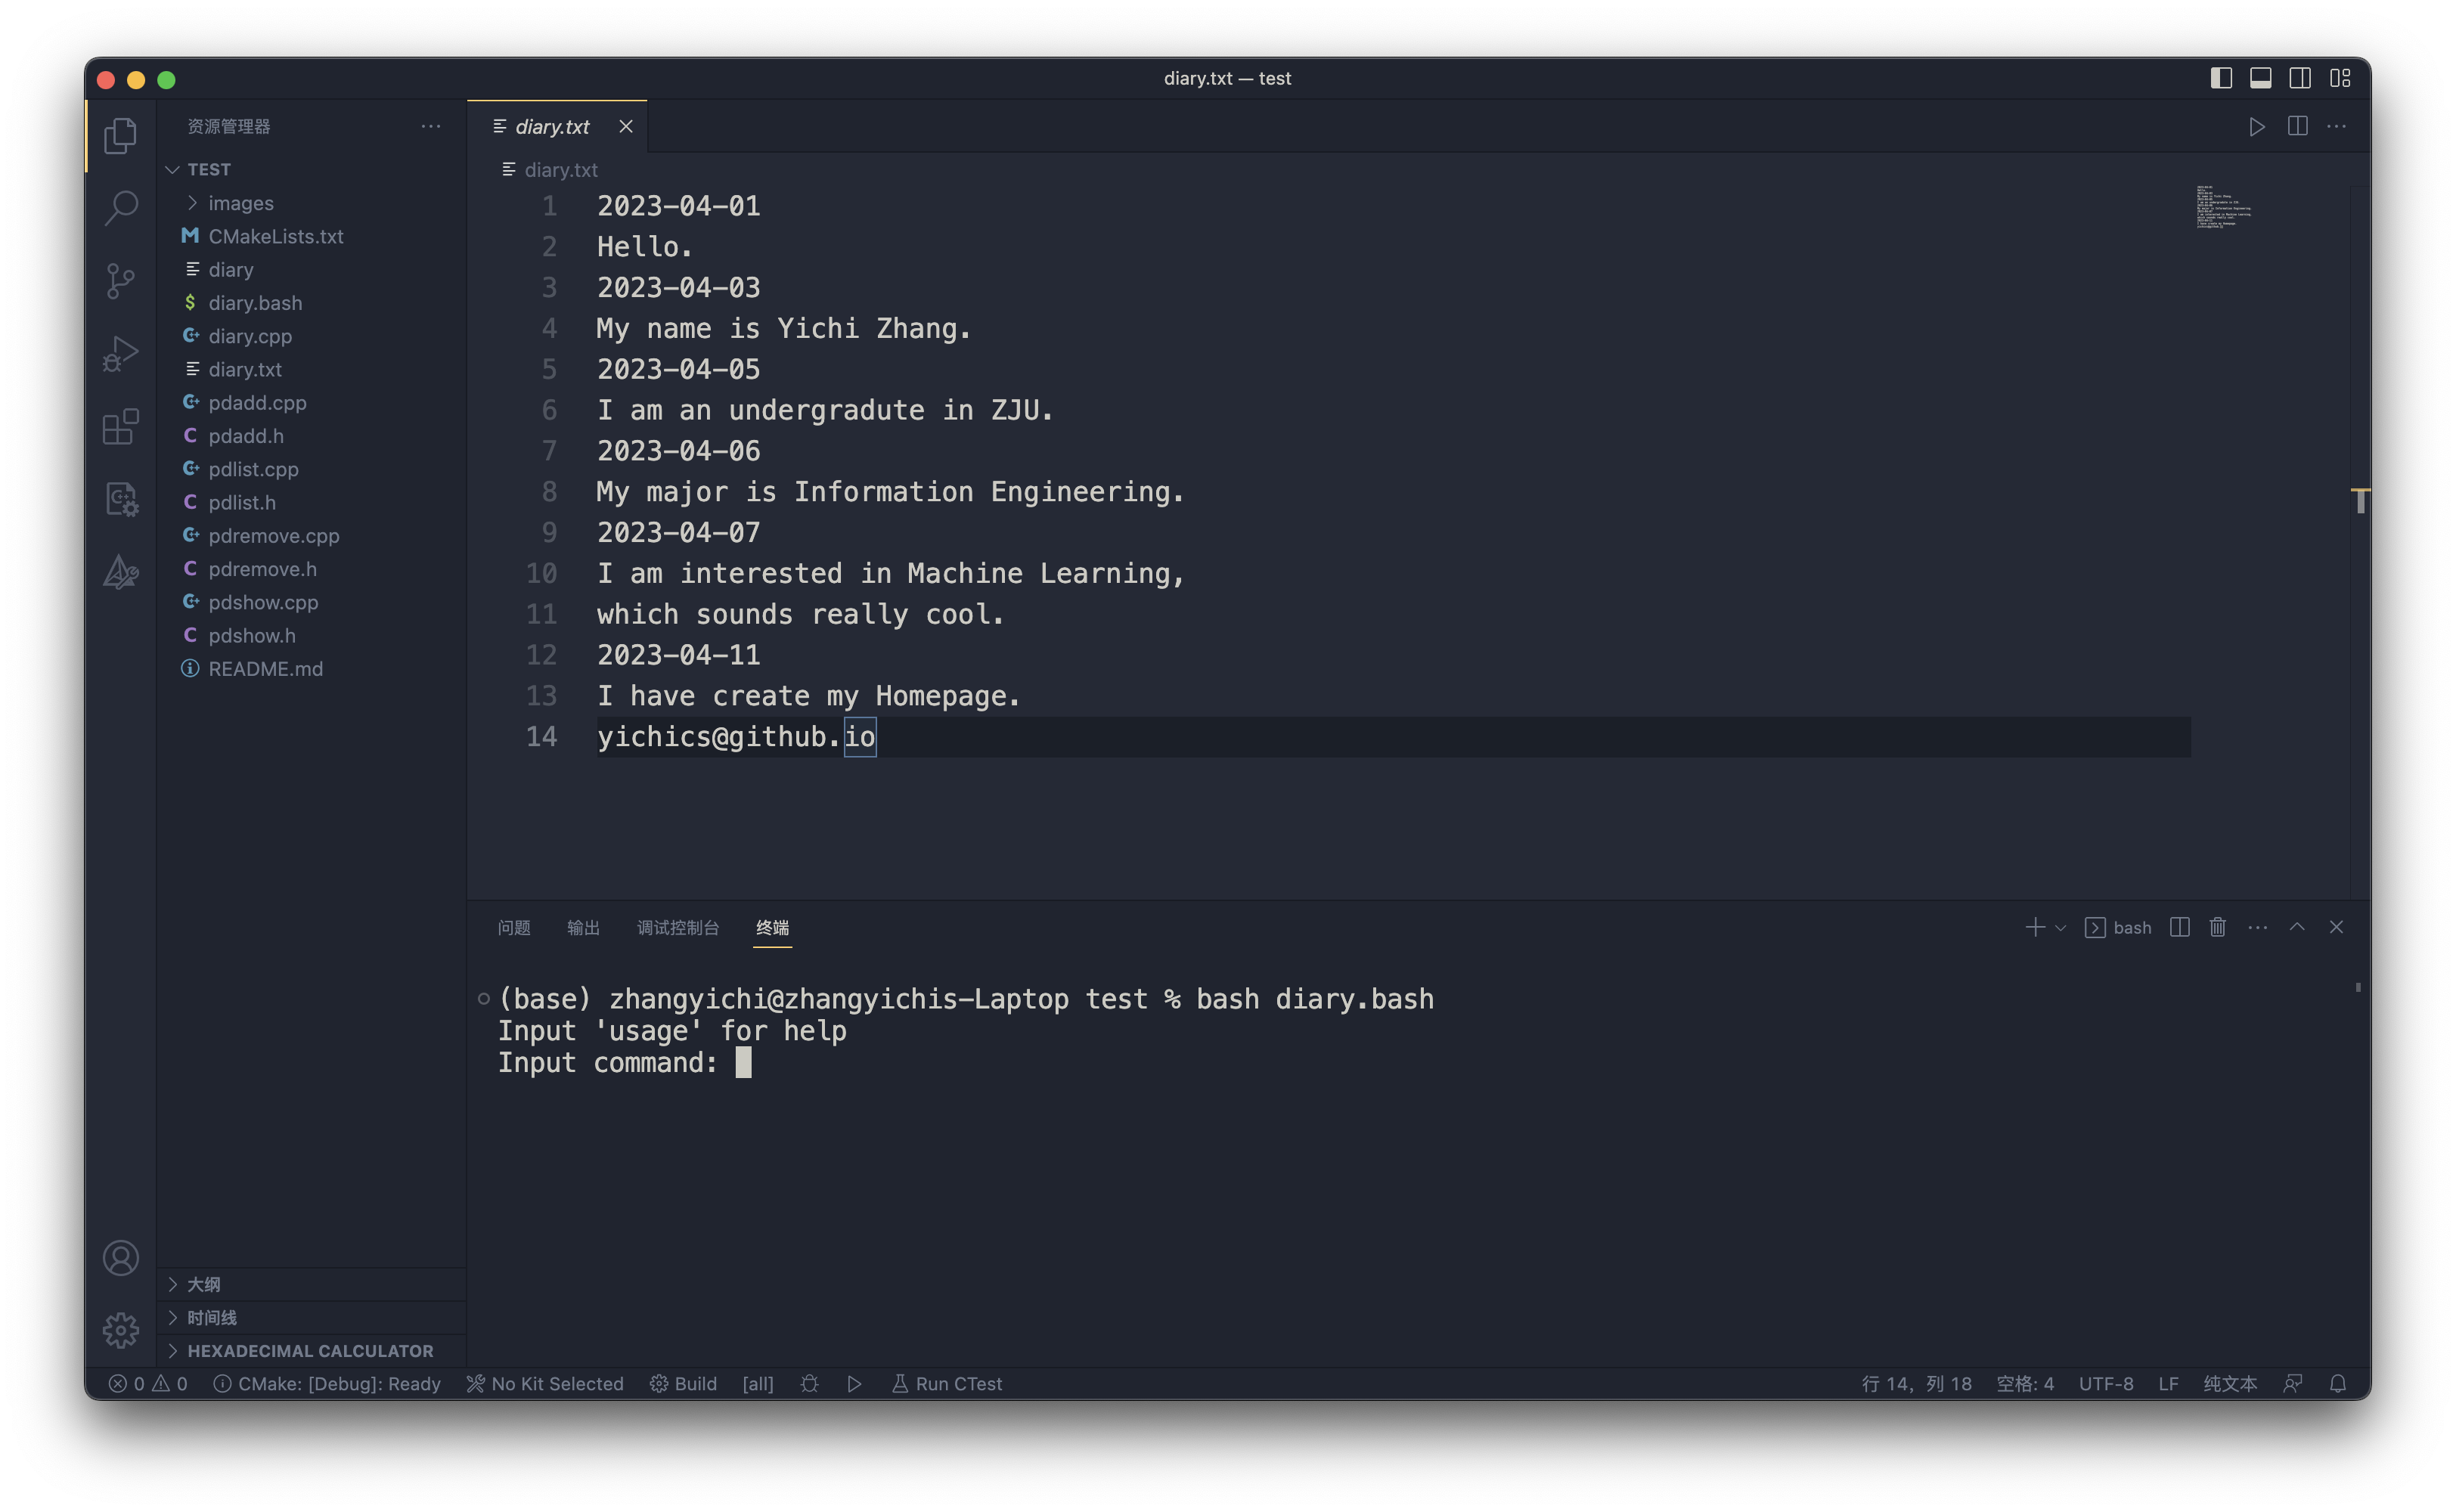 diary.txt — test
资源管理器
TEST
images
CMakeLists.txt
diary
diary.bash
diary.cpp
diary.txt
pdadd.cpp
pdadd.h
pdlist.cpp
pdlist.h
pdremove.cpp
pdremove.h
pdshow.cpp
pdshow.h
README.md
大纲
时间线
HEXADECIMAL CALCULATOR
diary.txt
diary.txt
1 2023-04-01
2 Hello.
3 2023-04-03
4 My name is Yichi Zhang.
5 2023-04-05
6 I am an undergradute in ZJU.
7 2023-04-06
8 My major is Information Engineering.
9 2023-04-07
10 I am interested in Machine Learning,
11 which sounds really cool.
12 2023-04-11
13 I have create my Homepage.
14 yichics@github.io
问题 输出 调试控制台 终端 bash
(base) zhangyichi@zhangyichis-Laptop test % bash diary.bash
Input 'usage' for help
Input command:
0 0 CMake: [Debug]: Ready No Kit Selected Build [all] Run CTest 行 14，列 18 空格: 4 UTF-8 LF 纯文本